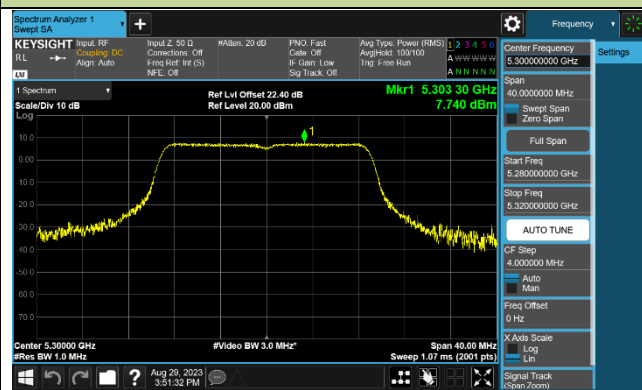 Spectrum Analyzer 1
Swept SA
Frequency
KEYSIGHT
RL
LXI
Input: RF
Coupling: DC
Align: Auto
Input Z: 50 Ω
Corrections: Off
Freq Ref: Int (S)
NFE: Off
#Atten: 20 dB
PNO: Fast
Gate: Off
IF Gain: Low
Sig Track: Off
Avg Type: Power (RMS)
Avg|Hold: 100/100
Trig: Free Run
1 2 3 4 5 6
A W W W W W
A N N N N N
Center Frequency
5.300000000 GHz
Settings
1 Spectrum
Scale/Div 10 dB
Log
Ref Lvl Offset 22.40 dB
Ref Level 20.00 dBm
Mkr1 5.303 30 GHz
7.740 dBm
Span
40.0000000 MHz
Swept Span
Zero Span
Full Span
Start Freq
5.280000000 GHz
Stop Freq
5.320000000 GHz
AUTO TUNE
CF Step
4.000000 MHz
Auto
Man
Freq Offset
0 Hz
X Axis Scale
Log
Lin
Signal Track
(Span Zoom)
1
10.0
0.00
-10.0
-20.0
-30.0
-40.0
-50.0
-60.0
-70.0
Center 5.30000 GHz
#Res BW 1.0 MHz
#Video BW 3.0 MHz*
Span 40.00 MHz
Sweep 1.07 ms (2001 pts)
?
Aug 29, 2023
3:51:32 PM